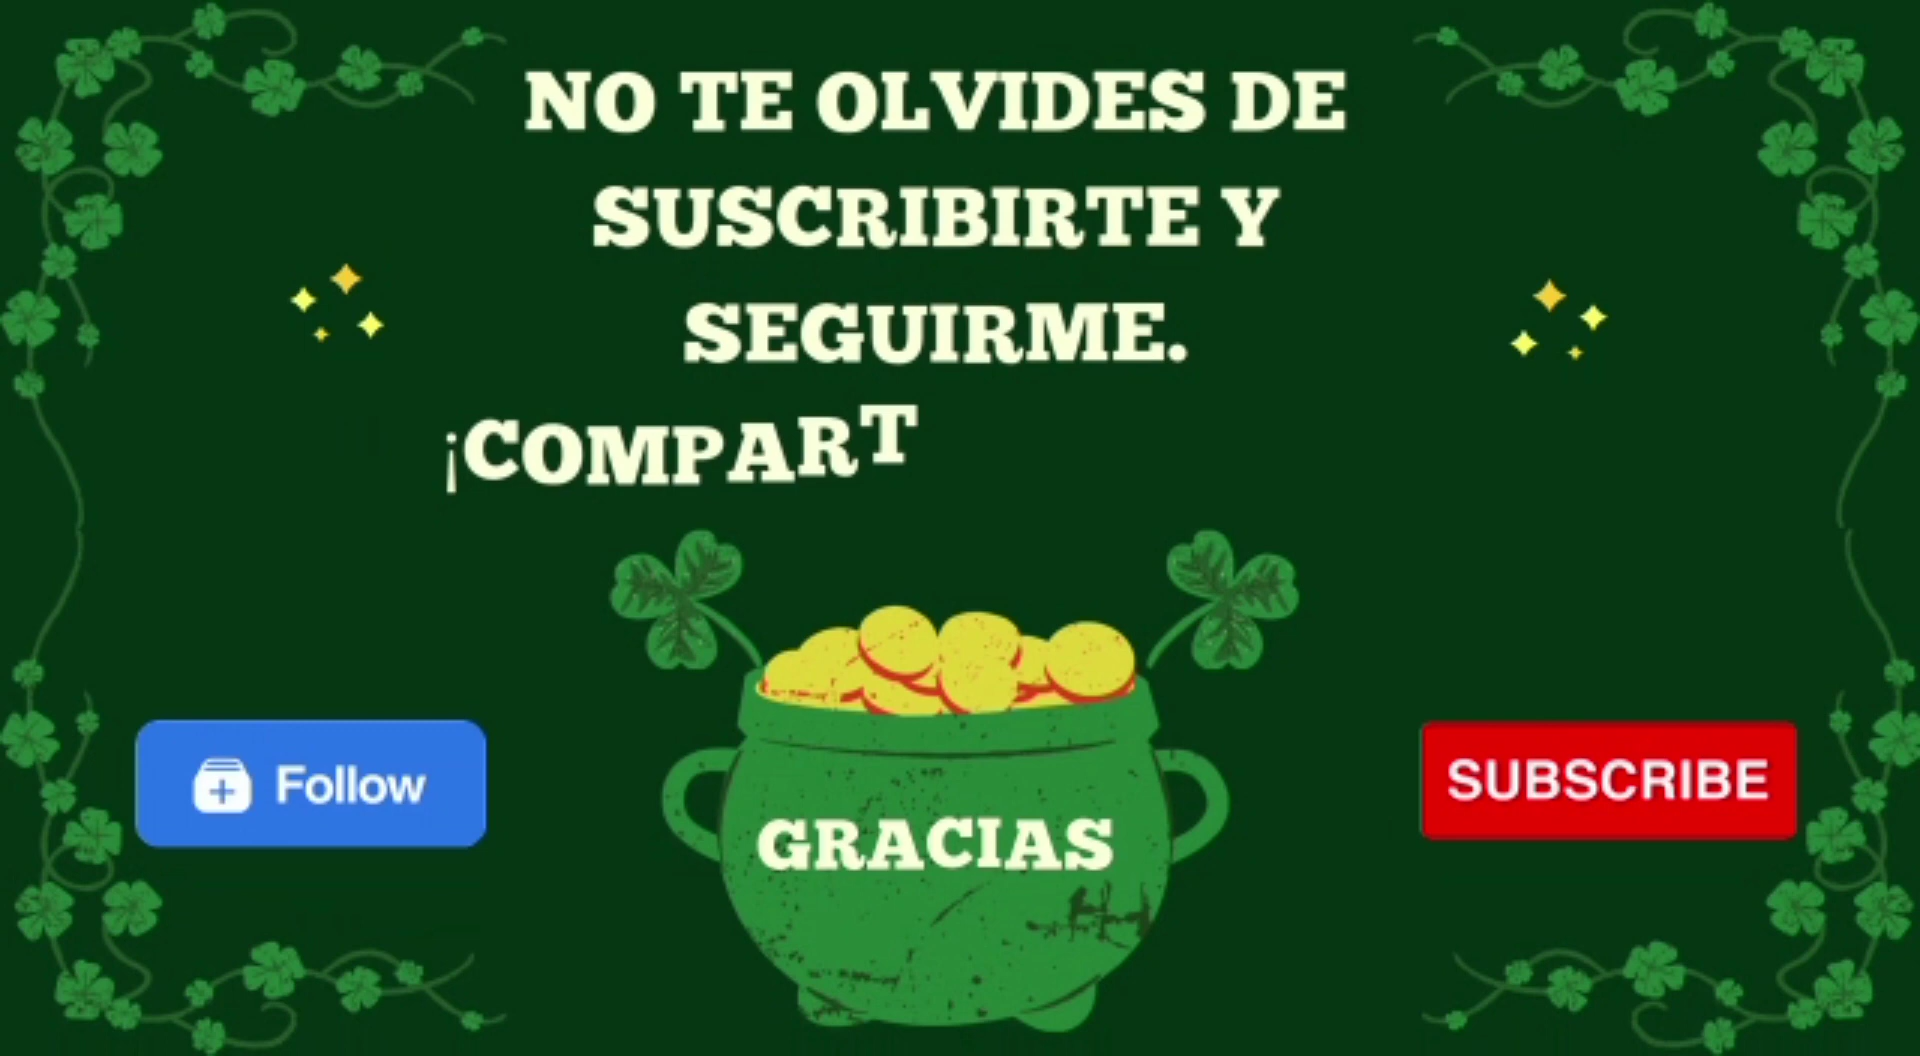 NO TE OLVIDES DE
SUSCRIBIRTE Y
SEGUIRME.
¡COMPART
Follow
SUBSCRIBE
GRACIAS